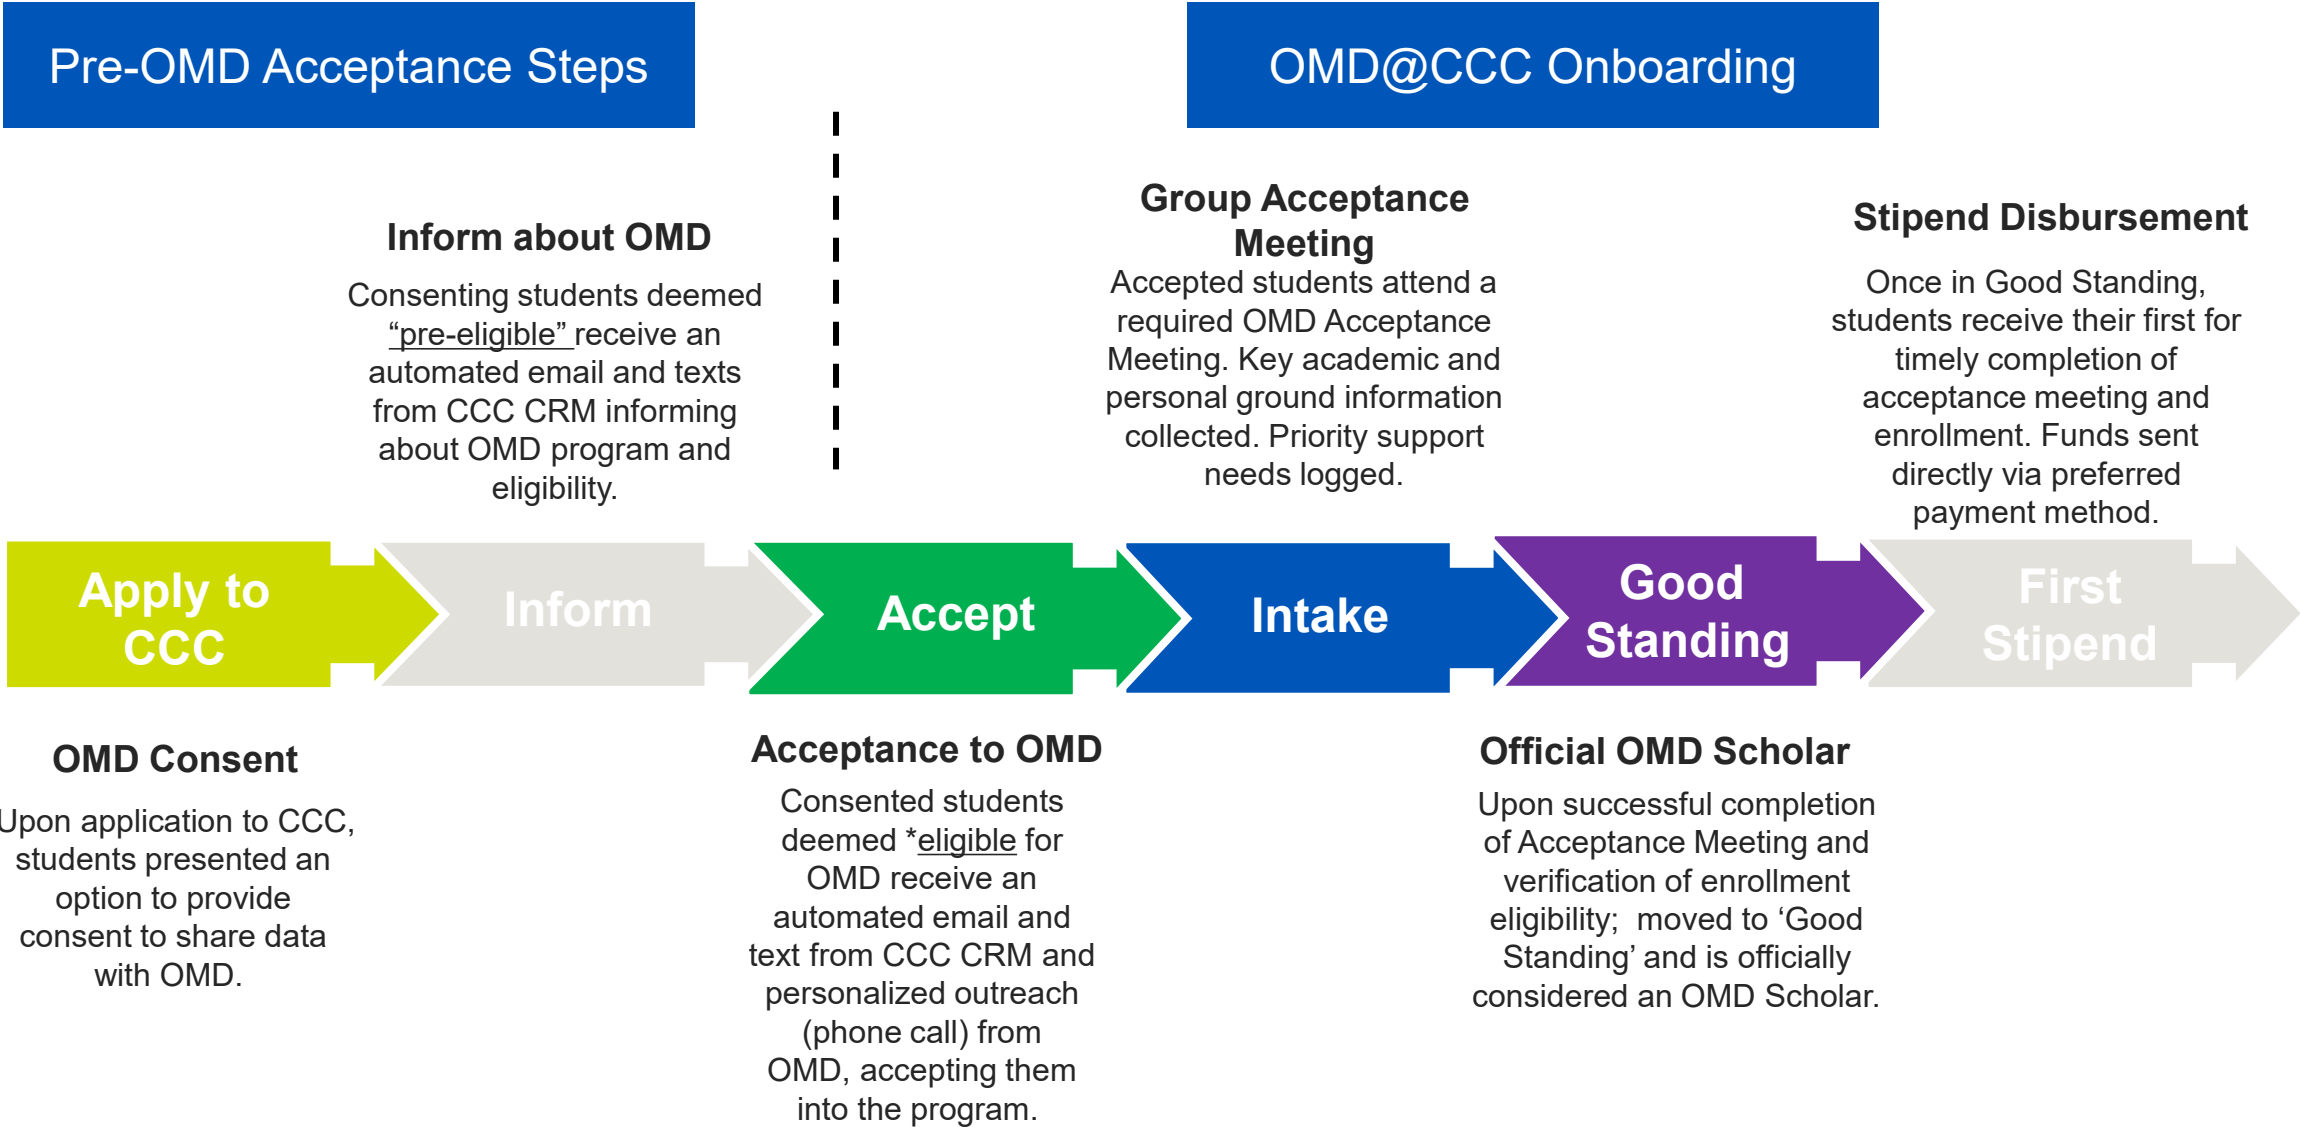 Pre-OMD Acceptance Steps
OMD@CCC Onboarding
Inform about OMD
Consenting students deemed
“pre-eligible” receive an
automated email and texts
from CCC CRM informing
about OMD program and
eligibility.
Group Acceptance
Meeting
Accepted students attend a
required OMD Acceptance
Meeting. Key academic and
personal ground information
collected. Priority support
needs logged.
Stipend Disbursement
Once in Good Standing,
students receive their first for
timely completion of
acceptance meeting and
enrollment. Funds sent
directly via preferred
payment method.
Apply to
CCC
Inform
Accept
Intake
Good
Standing
First
Stipend
OMD Consent
Upon application to CCC,
students presented an
option to provide
consent to share data
with OMD.
Acceptance to OMD
Consented students
deemed *eligible for
OMD receive an
automated email and
text from CCC CRM and
personalized outreach
(phone call) from
OMD, accepting them
into the program.
Official OMD Scholar
Upon successful completion
of Acceptance Meeting and
verification of enrollment
eligibility;  moved to ‘Good
Standing’ and is officially
considered an OMD Scholar.